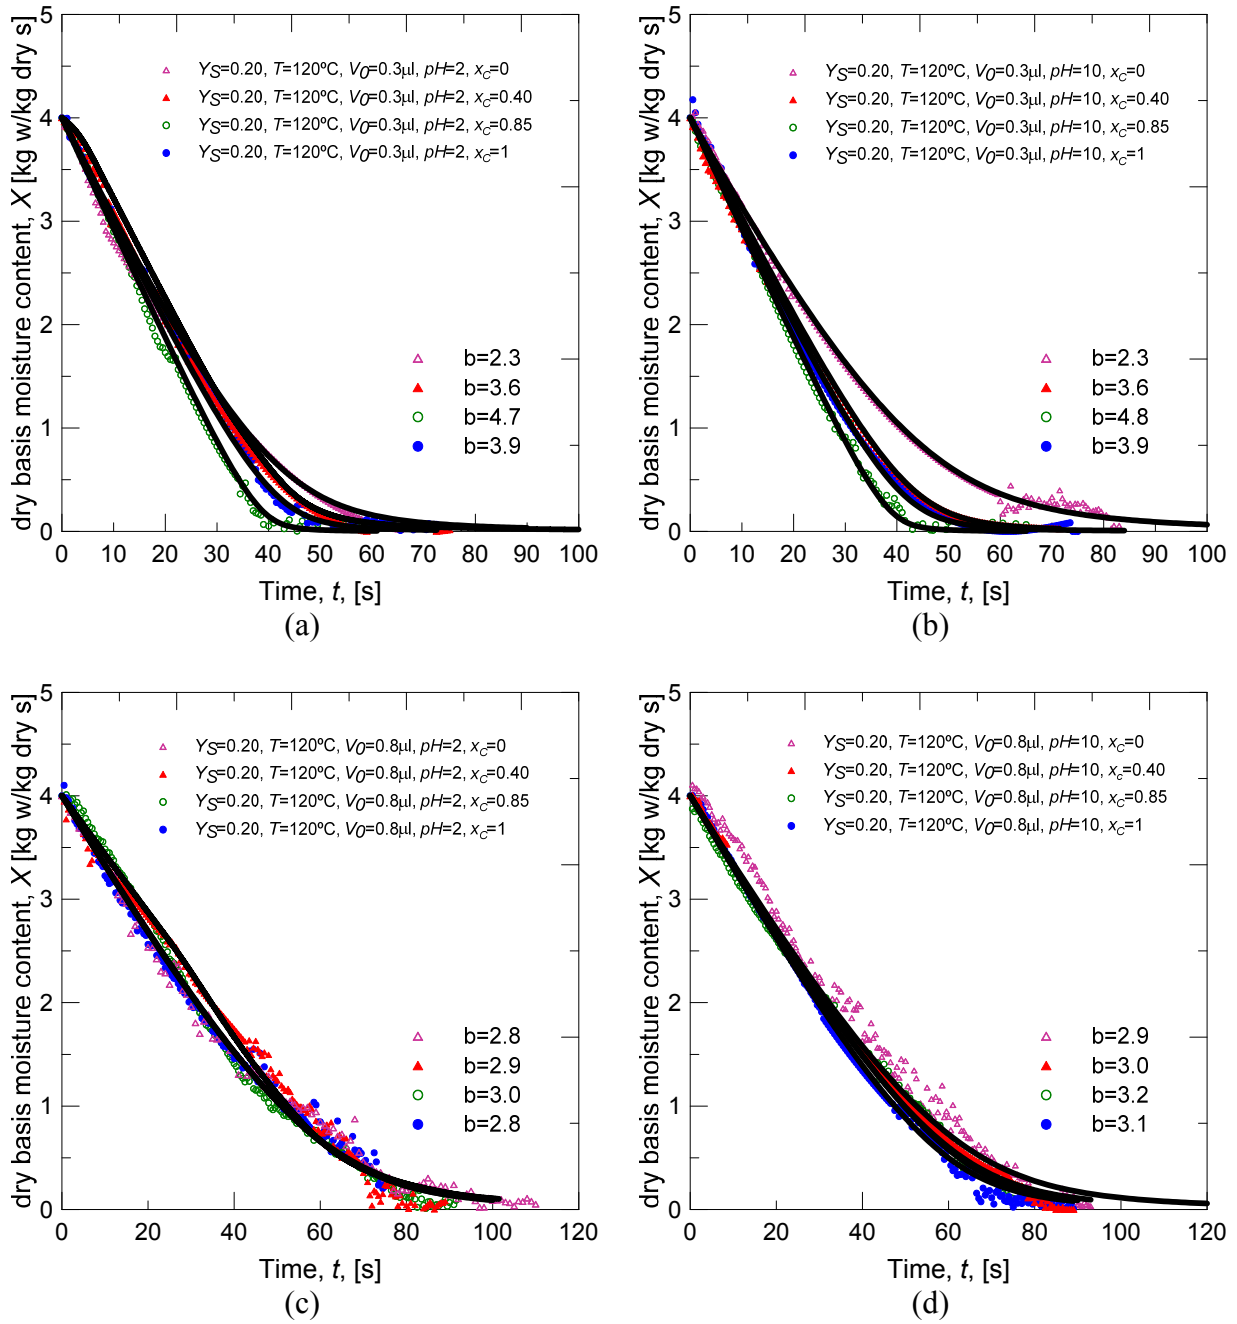 5
4
3
2
1
0
dry basis moisture content, X [kg w/kg dry s]
YS=0.20, T=120ºC, V0=0.3µl, pH=2, xC=0
YS=0.20, T=120ºC, V0=0.3µl, pH=2, xC=0.40
YS=0.20, T=120ºC, V0=0.3µl, pH=2, xC=0.85
YS=0.20, T=120ºC, V0=0.3µl, pH=2, xC=1
b=2.3
b=3.6
b=4.7
b=3.9
0 10 20 30 40 50 60 70 80 90 100
Time, t, [s]
(a)
5
4
3
2
1
0
dry basis moisture content, X [kg w/kg dry s]
YS=0.20, T=120ºC, V0=0.3µl, pH=10, xC=0
YS=0.20, T=120ºC, V0=0.3µl, pH=10, xC=0.40
YS=0.20, T=120ºC, V0=0.3µl, pH=10, xC=0.85
YS=0.20, T=120ºC, V0=0.3µl, pH=10, xC=1
b=2.3
b=3.6
b=4.8
b=3.9
0 10 20 30 40 50 60 70 80 90 100
Time, t, [s]
(b)
5
4
3
2
1
0
dry basis moisture content, X [kg w/kg dry s]
YS=0.20, T=120ºC, V0=0.8µl, pH=2, xC=0
YS=0.20, T=120ºC, V0=0.8µl, pH=2, xC=0.40
YS=0.20, T=120ºC, V0=0.8µl, pH=2, xC=0.85
YS=0.20, T=120ºC, V0=0.8µl, pH=2, xC=1
b=2.8
b=2.9
b=3.0
b=2.8
0 20 40 60 80 100 120
Time, t, [s]
(c)
5
4
3
2
1
0
dry basis moisture content, X [kg w/kg dry s]
YS=0.20, T=120ºC, V0=0.8µl, pH=10, xC=0
YS=0.20, T=120ºC, V0=0.8µl, pH=10, xc=0.40
YS=0.20, T=120ºC, V0=0.8µl, pH=10, xC=0.85
YS=0.20, T=120ºC, V0=0.8µl, pH=10, xC=1
b=2.9
b=3.0
b=3.2
b=3.1
0 20 40 60 80 100 120
Time, t, [s]
(d)